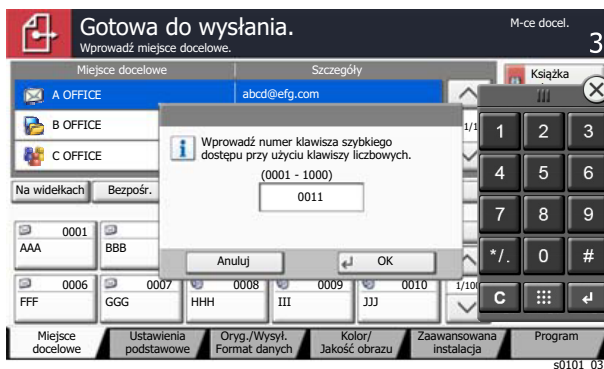 Gotowa do wysłania.
Wprowadź miejsce docelowe.
M-ce docel.
3
Miejsce docelowe
Szczegóły
Książka
A OFFICE
abcd@efg.com
B OFFICE
C OFFICE
1/1
Wprowadź numer klawisza szybkiego
dostępu przy użyciu klawiszy liczbowych.
(0001 - 1000)
0011
Anuluj
OK
Na widełkach
Bezpośr.
0001
AAA
BBB
0006
FFF
0007
GGG
0008
HHH
0009
III
0010
JJJ
1/100
1 2 3
4 5 6
7 8 9
*/. 0 #
C
Miejsce
docelowe
Ustawienia
podstawowe
Oryg./Wysył.
Format danych
Kolor/
Jakość obrazu
Zaawansowana
instalacja
Program
s0101_03